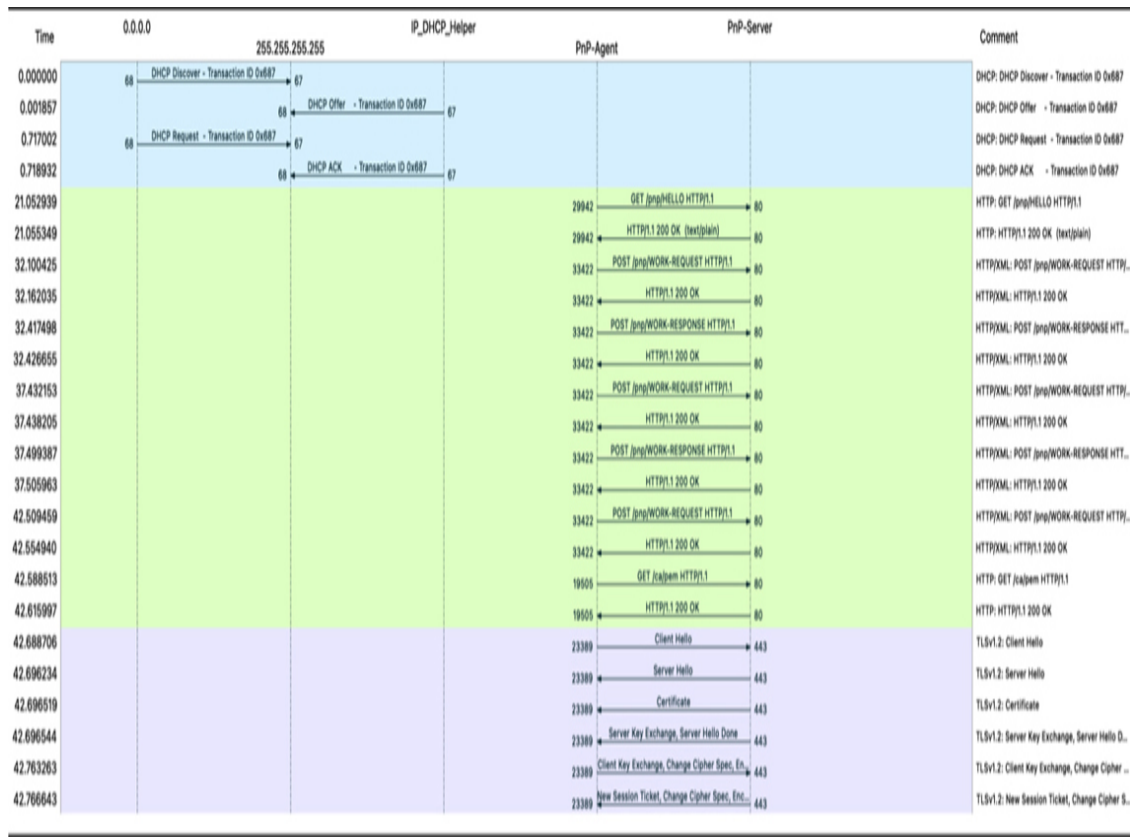 Time 0.0.0.0 255.255.255.255 IP_DHCP_Helper PnP-Agent PnP-Server Comment
0.000000 68 DHCP Discover - Transaction ID 0x687 67 DHCP: DHCP Discover - Transaction ID 0x687
0.001857 68 DHCP Offer - Transaction ID 0x687 67 DHCP: DHCP Offer - Transaction ID 0x687
0.717002 68 DHCP Request - Transaction ID 0x687 67 DHCP: DHCP Request - Transaction ID 0x687
0.718932 68 DHCP ACK - Transaction ID 0x687 67 DHCP: DHCP ACK - Transaction ID 0x687
21.052939 29942 GET /pnp/HELLO HTTP/1.1 80 HTTP: GET /pnp/HELLO HTTP/1.1
21.055349 29942 HTTP/1.1 200 OK (text/plain) 80 HTTP: HTTP/1.1 200 OK (text/plain)
32.100425 33422 POST /pnp/WORK-REQUEST HTTP/1.1 80 HTTP/XML: POST /pnp/WORK-REQUEST HTTP/...
32.162035 33422 HTTP/1.1 200 OK 80 HTTP/XML: HTTP/1.1 200 OK
32.417498 33422 POST /pnp/WORK-RESPONSE HTTP/1.1 80 HTTP/XML: POST /pnp/WORK-RESPONSE HTT...
32.426655 33422 HTTP/1.1 200 OK 80 HTTP/XML: HTTP/1.1 200 OK
37.432153 33422 POST /pnp/WORK-REQUEST HTTP/1.1 80 HTTP/XML: POST /pnp/WORK-REQUEST HTTP/...
37.438205 33422 HTTP/1.1 200 OK 80 HTTP/XML: HTTP/1.1 200 OK
37.499387 33422 POST /pnp/WORK-RESPONSE HTTP/1.1 80 HTTP/XML: POST /pnp/WORK-RESPONSE HTT...
37.505963 33422 HTTP/1.1 200 OK 80 HTTP/XML: HTTP/1.1 200 OK
42.509459 33422 POST /pnp/WORK-REQUEST HTTP/1.1 80 HTTP/XML: POST /pnp/WORK-REQUEST HTTP/...
42.554940 33422 HTTP/1.1 200 OK 80 HTTP/XML: HTTP/1.1 200 OK
42.588513 19505 GET /ca/pem HTTP/1.1 80 HTTP: GET /ca/pem HTTP/1.1
42.615997 19505 HTTP/1.1 200 OK 80 HTTP: HTTP/1.1 200 OK
42.688706 23389 Client Hello 443 TLSv1.2: Client Hello
42.696234 23389 Server Hello 443 TLSv1.2: Server Hello
42.696519 23389 Certificate 443 TLSv1.2: Certificate
42.696544 23389 Server Key Exchange, Server Hello Done 443 TLSv1.2: Server Key Exchange, Server Hello D...
42.763263 23389 Client Key Exchange, Change Cipher Spec, En... 443 TLSv1.2: Client Key Exchange, Change Cipher ...
42.766643 23389 New Session Ticket, Change Cipher Spec, Enc... 443 TLSv1.2: New Session Ticket, Change Cipher S...